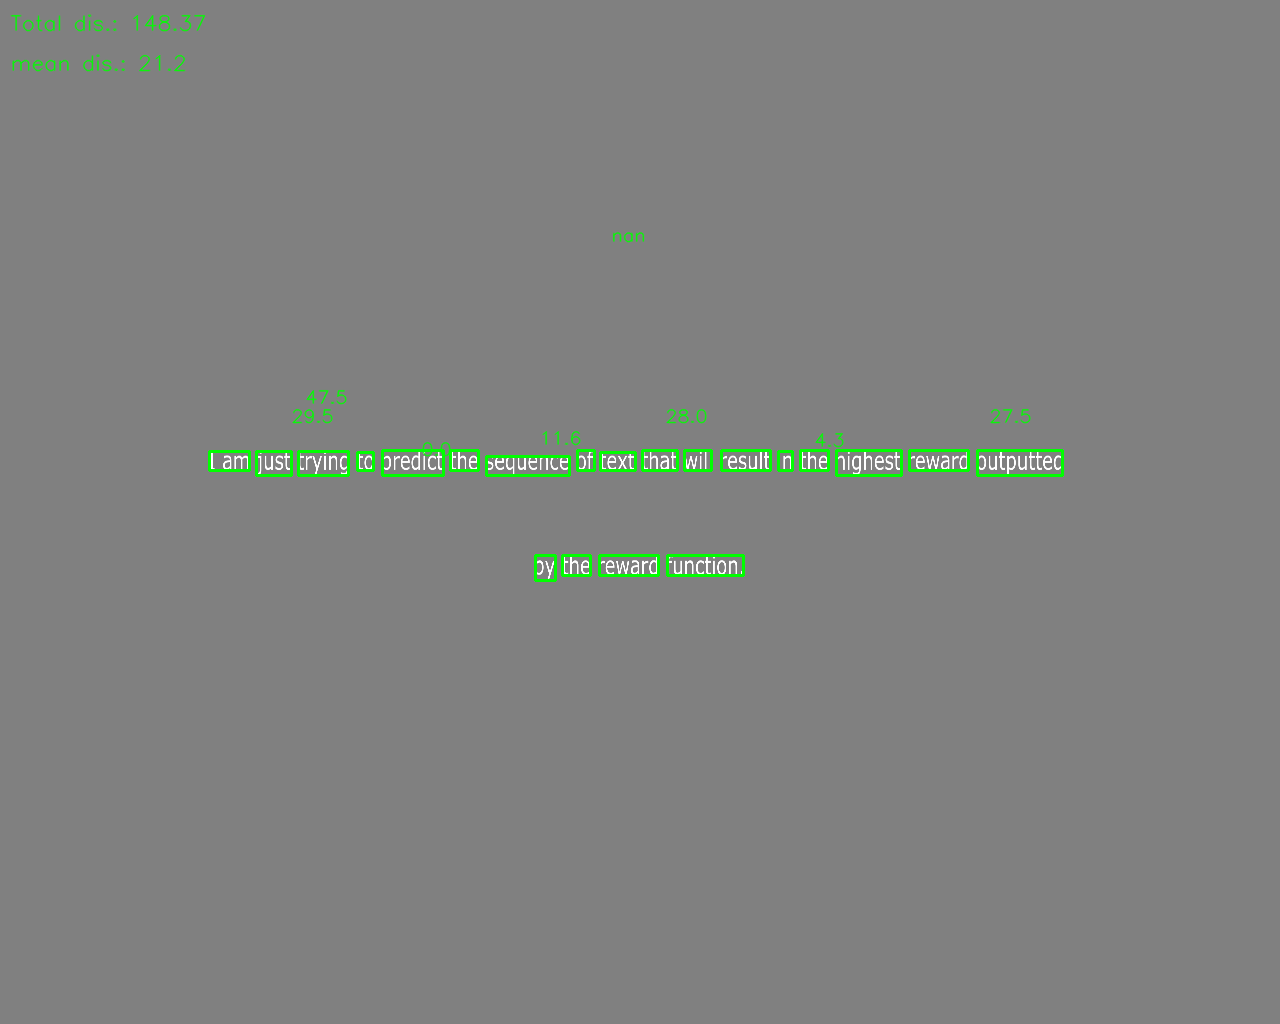 Total dis.: 148.37
mean dis.: 21.2
nan
47.5
29.5 28.0 27.5
0.0 11.6 4.3
I am just trying to predict the sequence of text that will result in the highest reward outputted
by the reward function.